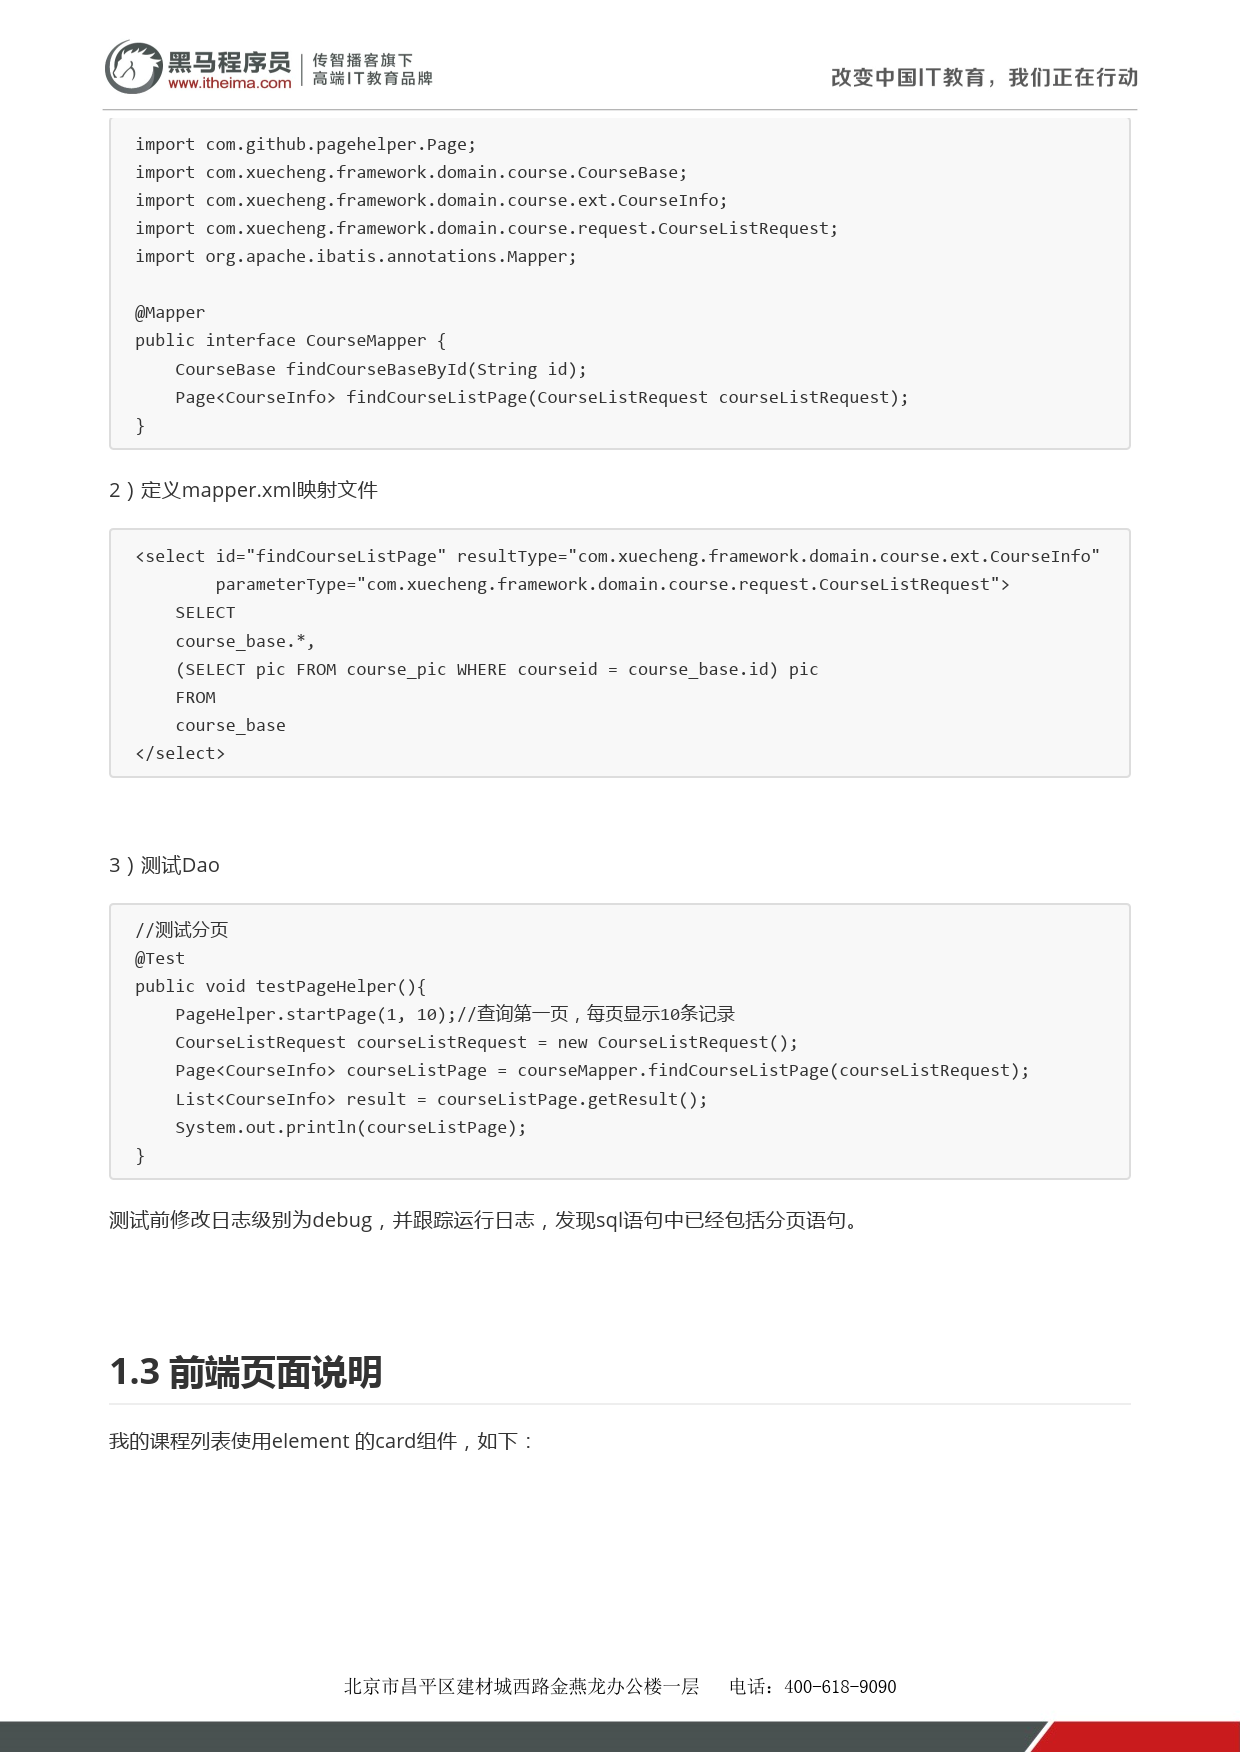 黑马程序员
www.itheima.com
传智播客旗下
高端IT教育品牌
改变中国IT教育，我们正在行动
import com.github.pagehelper.Page;
import com.xuecheng.framework.domain.course.CourseBase;
import com.xuecheng.framework.domain.course.ext.CourseInfo;
import com.xuecheng.framework.domain.course.request.CourseListRequest;
import org.apache.ibatis.annotations.Mapper;

@Mapper
public interface CourseMapper {
    CourseBase findCourseBaseById(String id);
    Page<CourseInfo> findCourseListPage(CourseListRequest courseListRequest);
}
2）定义mapper.xml映射文件
<select id="findCourseListPage" resultType="com.xuecheng.framework.domain.course.ext.CourseInfo"
        parameterType="com.xuecheng.framework.domain.course.request.CourseListRequest">
    SELECT
    course_base.*,
    (SELECT pic FROM course_pic WHERE courseid = course_base.id) pic
    FROM
    course_base
</select>
3）测试Dao
//测试分页
@Test
public void testPageHelper(){
    PageHelper.startPage(1, 10);//查询第一页，每页显示10条记录
    CourseListRequest courseListRequest = new CourseListRequest();
    Page<CourseInfo> courseListPage = courseMapper.findCourseListPage(courseListRequest);
    List<CourseInfo> result = courseListPage.getResult();
    System.out.println(courseListPage);
}
测试前修改日志级别为debug，并跟踪运行日志，发现sql语句中已经包括分页语句。
1.3 前端页面说明
我的课程列表使用element 的card组件，如下：
北京市昌平区建材城西路金燕龙办公楼一层 电话：400-618-9090